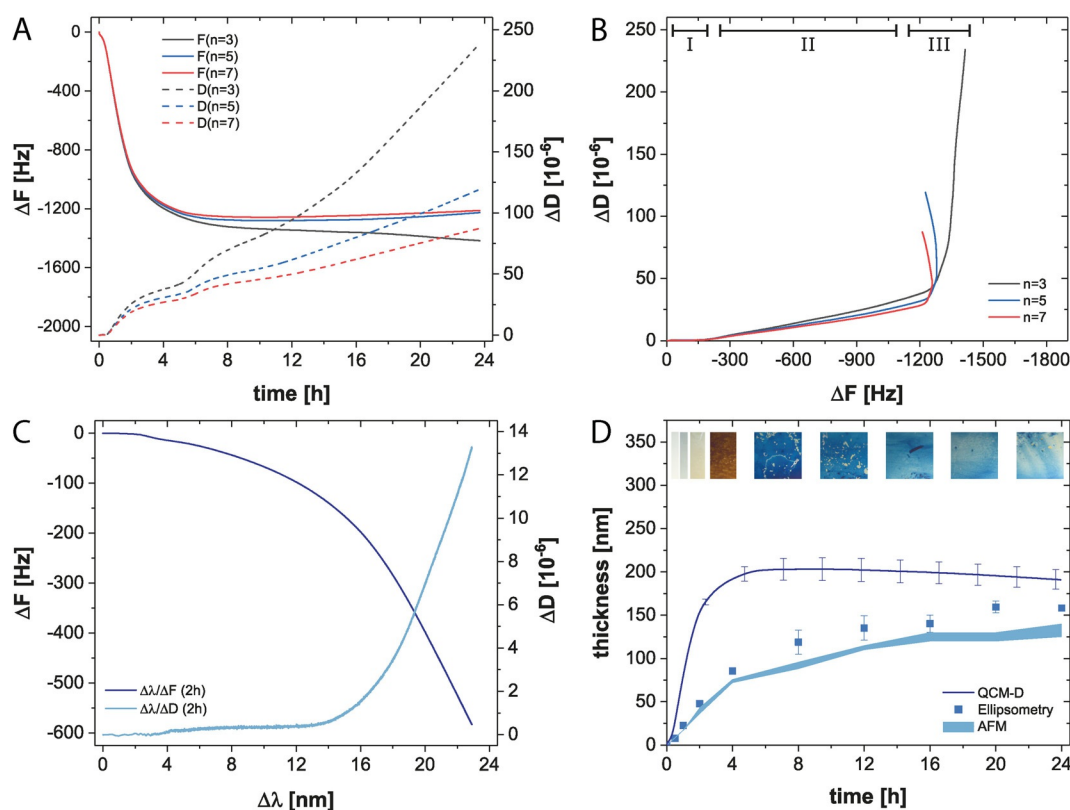 A
ΔF [Hz]
0
-400
-800
-1200
-1600
-2000
F(n=3)
F(n=5)
F(n=7)
D(n=3)
D(n=5)
D(n=7)
250
200
150
100
50
0
ΔD [10⁻⁶]
0 4 8 12 16 20 24
time [h]
B
I II III
ΔD [10⁻⁶]
250
200
150
100
50
0
n=3
n=5
n=7
-300 -600 -900 -1200 -1500 -1800
ΔF [Hz]
C
ΔF [Hz]
0
-100
-200
-300
-400
-500
-600
Δλ/ΔF (2h)
Δλ/ΔD (2h)
14
12
10
8
6
4
2
0
ΔD [10⁻⁶]
0 4 8 12 16 20 24
Δλ [nm]
D
thickness [nm]
350
300
250
200
150
100
50
0
QCM-D
Ellipsometry
AFM
0 4 8 12 16 20 24
time [h]